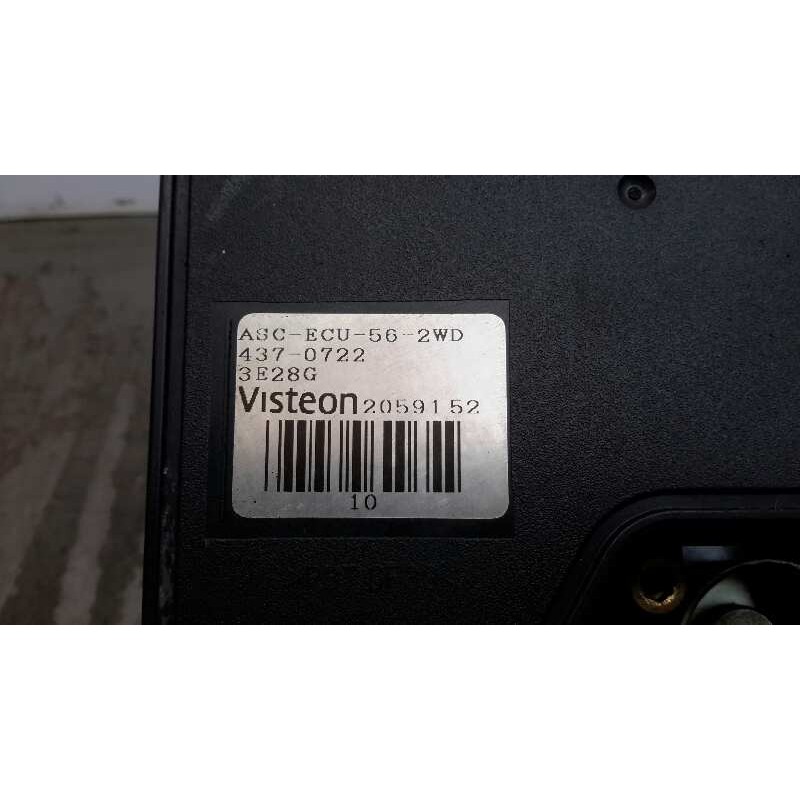 ASC-ECU-56-2WD
437-0722
3E28G
Visteon 2059152
10